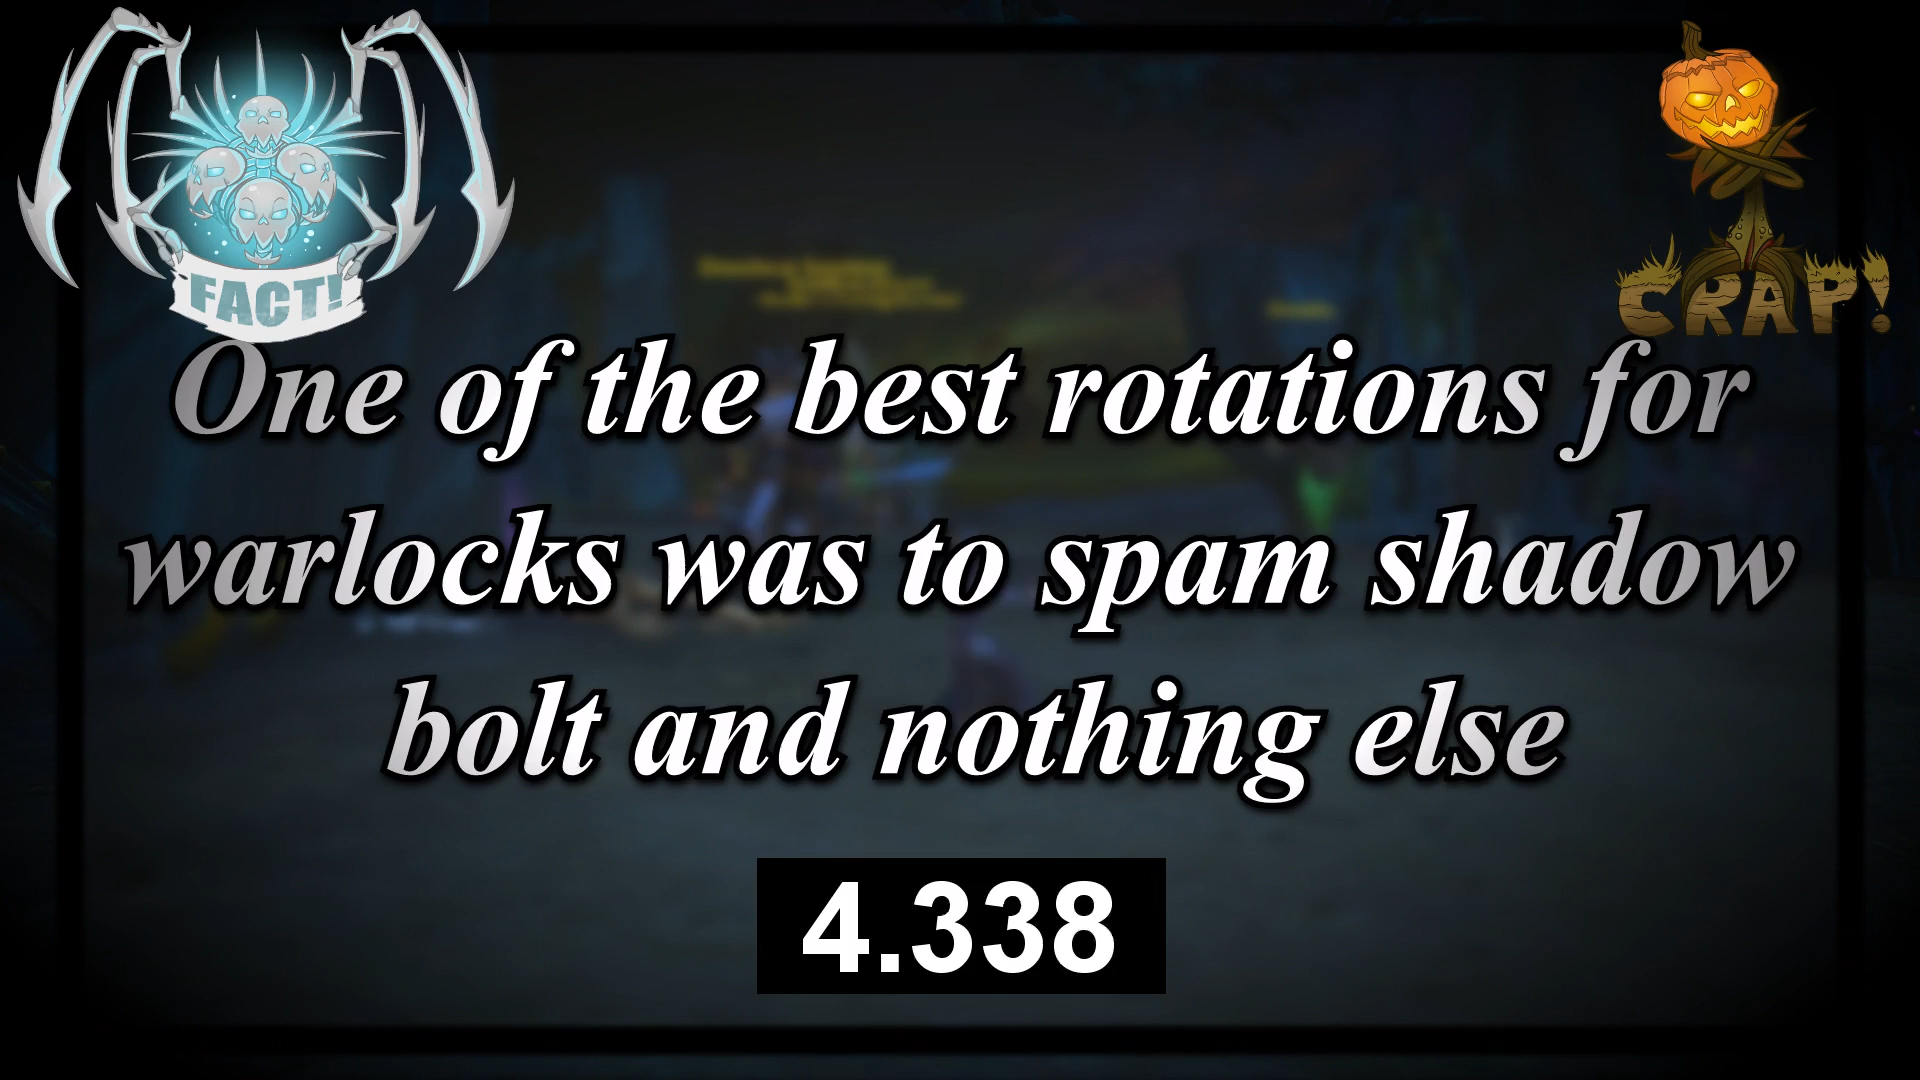 FACT!
CRAP!
One of the best rotations for
warlocks was to spam shadow
bolt and nothing else
4.338